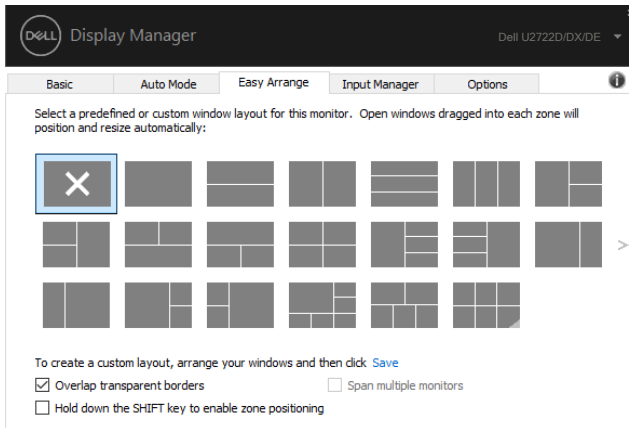 DELL Display Manager
Dell U2722D/DX/DE
Basic Auto Mode Easy Arrange Input Manager Options
Select a predefined or custom window layout for this monitor. Open windows dragged into each zone will
position and resize automatically:
To create a custom layout, arrange your windows and then click Save
Overlap transparent borders
Span multiple monitors
Hold down the SHIFT key to enable zone positioning